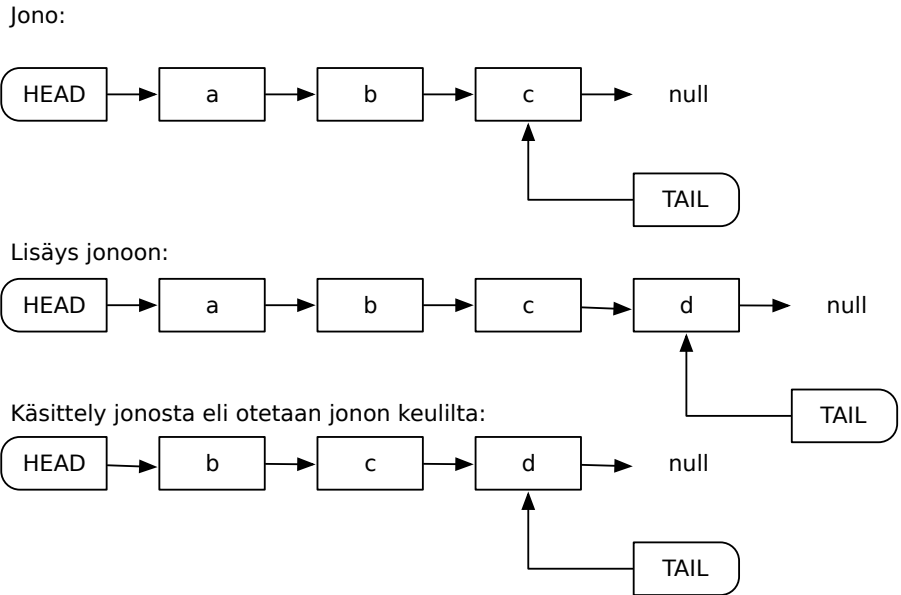 Jono:
HEAD a b c null
TAIL
Lisäys jonoon:
HEAD a b c d null
TAIL
Käsittely jonosta eli otetaan jonon keulilta:
HEAD b c d null
TAIL